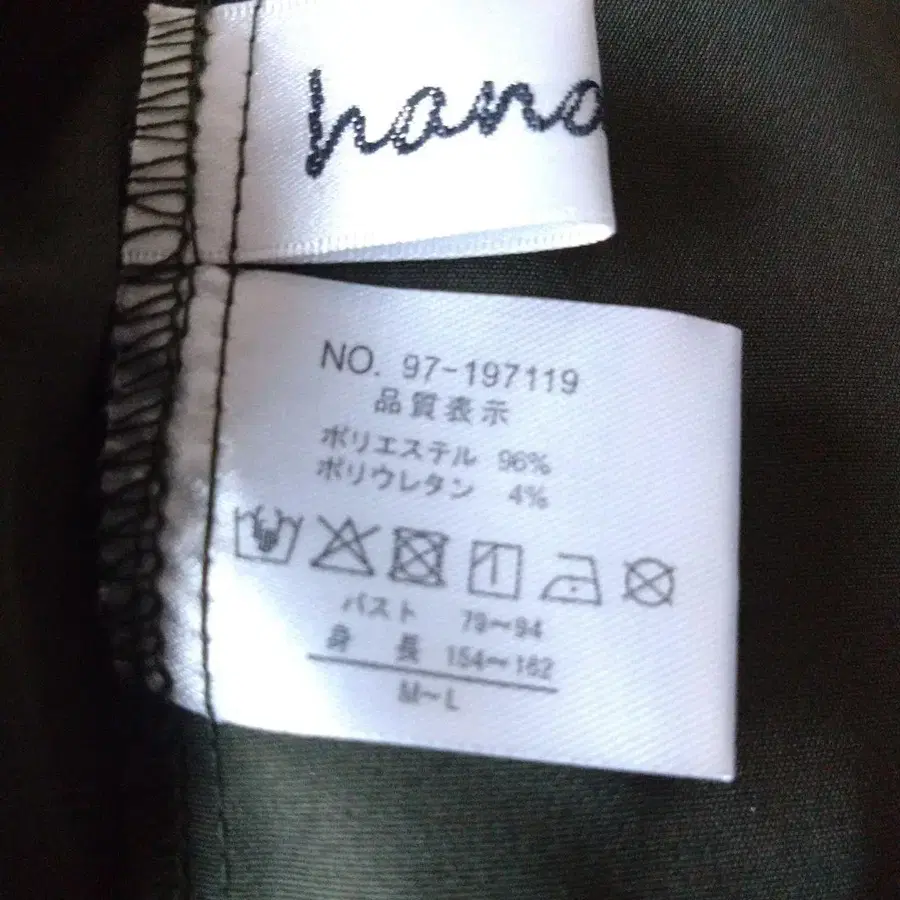 hana
NO. 97-197119
品質表示
ポリエステル 96%
ポリウレタン 4%
バスト 79〜94
身 長 154〜162
M〜L